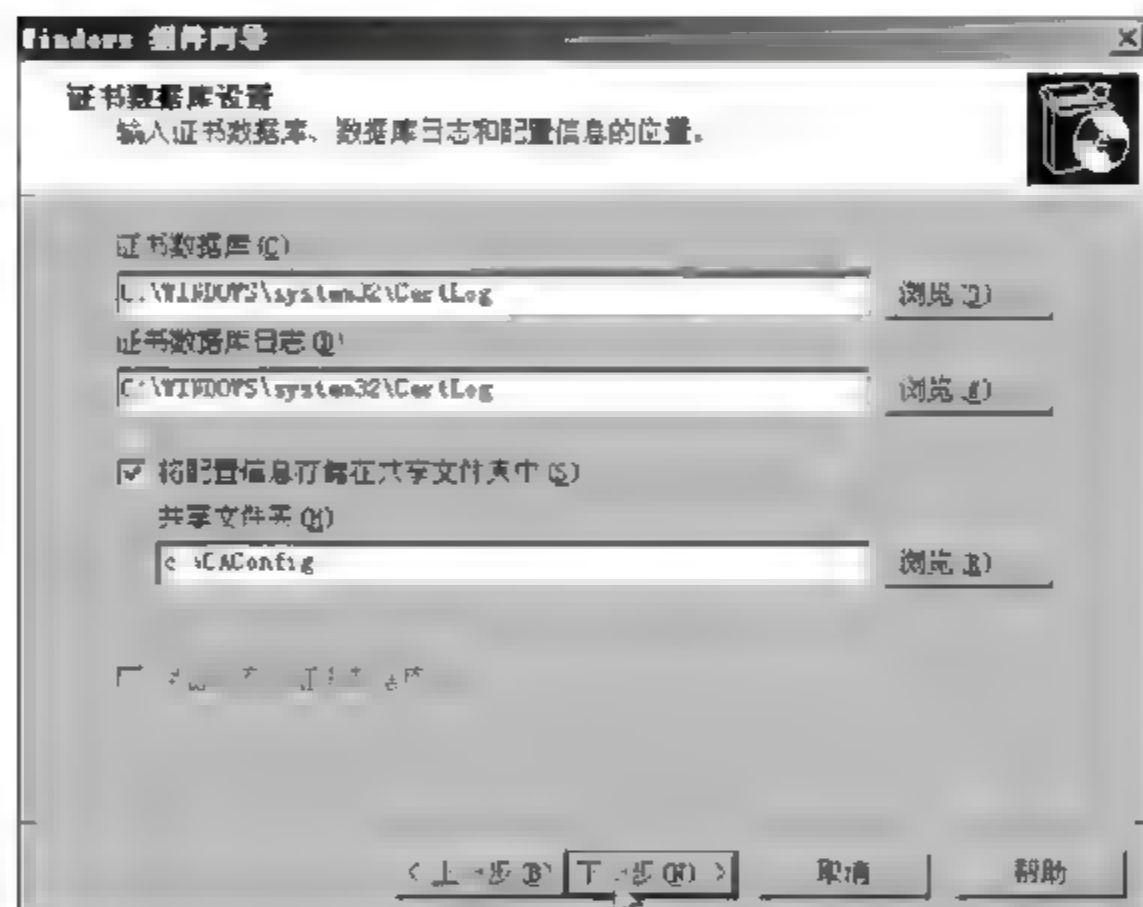 Windows 组件向导
证书数据库设置
输入证书数据库、数据库日志和配置信息的位置。
证书数据库(C)
C:\WINDOWS\system32\CertLog
浏览(O)
证书数据库日志(D)
C:\WINDOWS\system32\CertLog
浏览(W)
将配置信息存储在共享文件夹中(S)
共享文件夹(H)
c:\CAConfig
浏览(R)
< 上一步(B)
下一步(N) >
取消
帮助